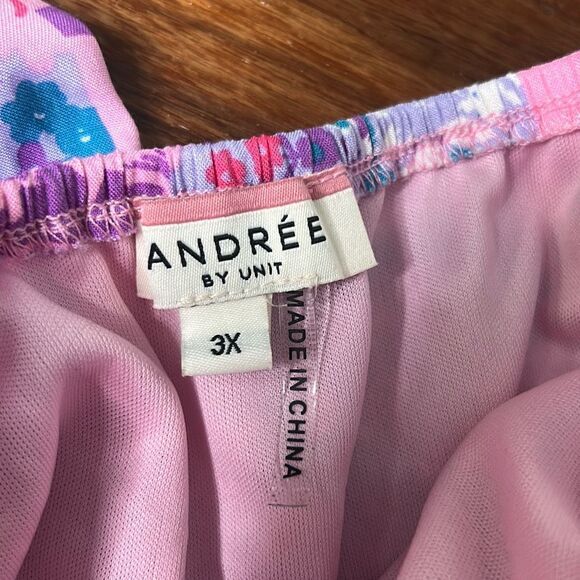 ANDRÉE
BY UNIT
3X
MADE IN CHINA